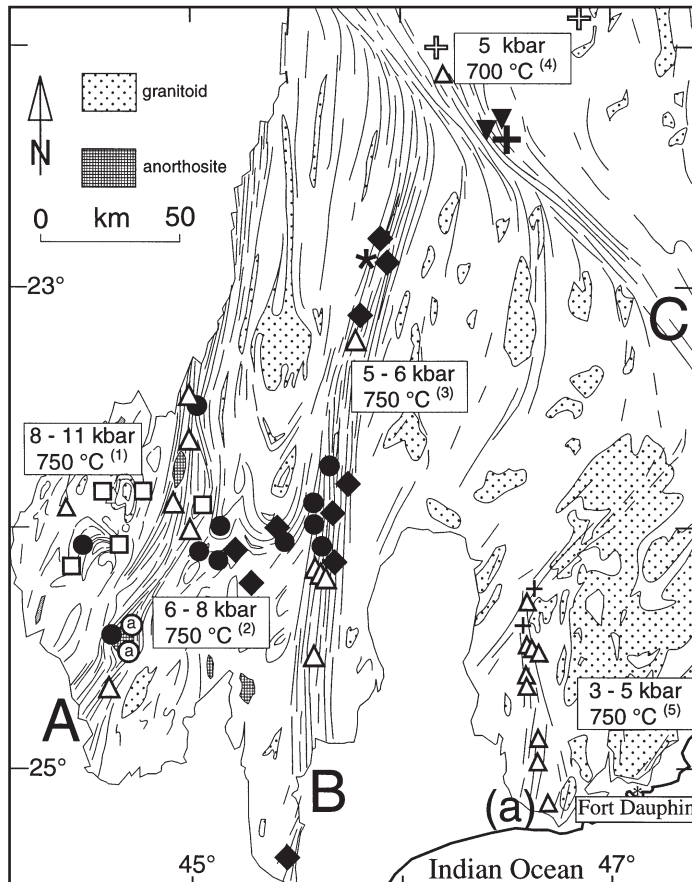 5 kbar
700 °C (4)
granitoid
anorthosite
N
0 km 50
23°
C
5 - 6 kbar
750 °C (3)
8 - 11 kbar
750 °C (1)
6 - 8 kbar
750 °C (2)
a
a
3 - 5 kbar
750 °C (5)
A
25°
B
(a)
Fort Dauphin
45°
Indian Ocean
47°